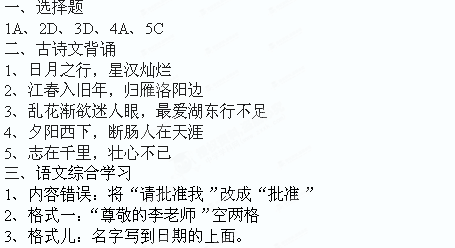 一、选择题
1A、2D、3D、4A、5C
二、古诗文背诵
1、日月之行，星汉灿烂
2、江春入旧年，归雁洛阳边
3、乱花渐欲迷人眼，最爱湖东行不足
4、夕阳西下，断肠人在天涯
5、志在千里，壮心不已
三、语文综合学习
1、内容错误：将“请批准我”改成“批准 ”
2、格式一：“尊敬的李老师”空两格
3、格式儿：名字写到日期的上面。